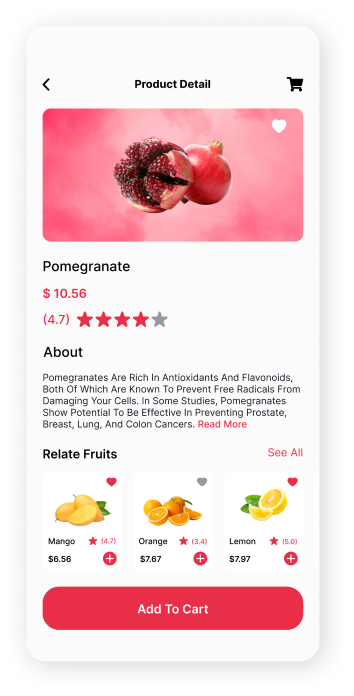 Product Detail
Pomegranate
$ 10.56
(4.7)
About
Pomegranates Are Rich In Antioxidants And Flavonoids,
Both Of Which Are Known To Prevent Free Radicals From
Damaging Your Cells. In Some Studies, Pomegranates
Show Potential To Be Effective In Preventing Prostate,
Breast, Lung, And Colon Cancers. Read More
Relate Fruits See All
Mango (4.7) Orange (3.4) Lemon (5.0)
$6.56 $7.67 $7.97
Add To Cart